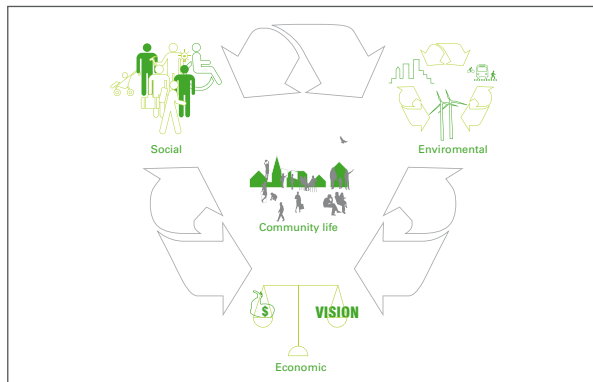 Social
Enviromental
Community life
$
VISION
Economic